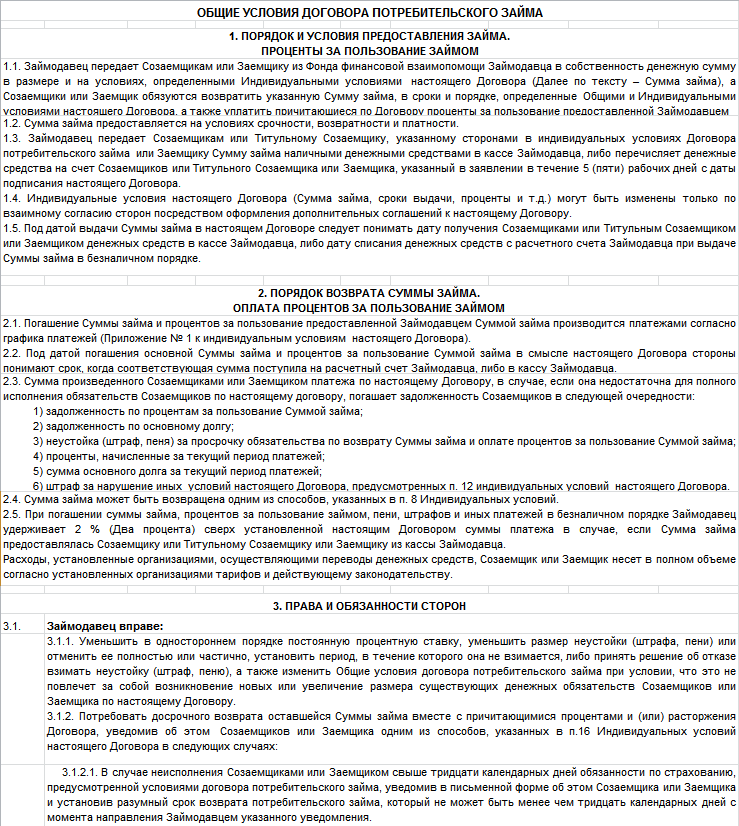 ОБЩИЕ УСЛОВИЯ ДОГОВОРА ПОТРЕБИТЕЛЬСКОГО ЗАЙМА
1. ПОРЯДОК И УСЛОВИЯ ПРЕДОСТАВЛЕНИЯ ЗАЙМА.
ПРОЦЕНТЫ ЗА ПОЛЬЗОВАНИЕ ЗАЙМОМ
1.1. Займодавец передает Созаемщикам или Заемщику из Фонда финансовой взаимопомощи Займодавца в собственность денежную сумму
в размере и на условиях, определенными Индивидуальными условиями настоящего Договора (Далее по тексту – Сумма займа), а
Созаемщики или Заемщик обязуются возвратить указанную Сумму займа, в сроки и порядке, определенные Общими и Индивидуальными
условиями настоящего Договора, а также уплатить причитающиеся по Договору проценты за пользование предоставленной Займодавцем
1.2. Сумма займа предоставляется на условиях срочности, возвратности и платности.
1.3. Займодавец передает Созаемщикам или Титульному Созаемщику, указанному сторонами в индивидуальных условиях Договора
потребительского займа или Заемщику Сумму займа наличными денежными средствами в кассе Займодавца, либо перечисляет денежные
средства на счет Созаемщиков или Титульного Созаемщика или Заемщика, указанный в заявлении в течение 5 (пяти) рабочих дней с даты
подписания настоящего Договора.
1.4. Индивидуальные условия настоящего Договора (Сумма займа, сроки выдачи, проценты и т.д.) могут быть изменены только по
взаимному согласию сторон посредством оформления дополнительных соглашений к настоящему Договору.
1.5. Под датой выдачи Суммы займа в настоящем Договоре следует понимать дату получения Созаемщиками или Титульным Созаемщиком
или Заемщиком денежных средств в кассе Займодавца, либо дату списания денежных средств с расчетного счета Займодавца при выдаче
Суммы займа в безналичном порядке.
2. ПОРЯДОК ВОЗВРАТА СУММЫ ЗАЙМА.
ОПЛАТА ПРОЦЕНТОВ ЗА ПОЛЬЗОВАНИЕ ЗАЙМОМ
2.1. Погашение Суммы займа и процентов за пользование предоставленной Займодавцем Суммой займа производится платежами согласно
графика платежей (Приложение № 1 к индивидуальным условиям настоящего Договора).
2.2. Под датой погашения основной Суммы займа и процентов за пользование Суммой займа в смысле настоящего Договора стороны
понимают срок, когда соответствующая сумма поступила на расчетный счет Займодавца, либо в кассу Займодавца.
2.3. Сумма произведенного Созаемщиками или Заемщиком платежа по настоящему Договору, в случае, если она недостаточна для полного
исполнения обязательств Созаемщиков по настоящему договору, погашает задолженность Созаемщиков в следующей очередности:
1) задолженность по процентам за пользование Суммой займа;
2) задолженность по основному долгу;
3) неустойка (штраф, пеня) за просрочку обязательства по возврату Суммы займа и оплате процентов за пользование Суммой займа;
4) проценты, начисленные за текущий период платежей;
5) сумма основного долга за текущий период платежей;
6) штраф за нарушение иных условий настоящего Договора, предусмотренных п. 12 индивидуальных условий настоящего Договора.
2.4. Сумма займа может быть возвращена одним из способов, указанных в п. 8 Индивидуальных условий.
2.5. При погашении суммы займа, процентов за пользование займом, пени, штрафов и иных платежей в безналичном порядке Займодавец
удерживает 2 % (Два процента) сверх установленной настоящим Договором суммы платежа в случае, если Сумма займа
предоставлялась Созаемщику или Титульному Созаемщику или Заемщику из кассы Займодавца.
Расходы, установленные организациями, осуществляющими переводы денежных средств, Созаемщик или Заемщик несет в полном объеме
согласно установленных организациями тарифов и действующему законодательству.
3. ПРАВА И ОБЯЗАННОСТИ СТОРОН
3.1. Займодавец вправе:
3.1.1. Уменьшить в одностороннем порядке постоянную процентную ставку, уменьшить размер неустойки (штрафа, пени) или
отменить ее полностью или частично, установить период, в течение которого она не взимается, либо принять решение об отказе
взимать неустойку (штраф, пеню), а также изменить Общие условия договора потребительского займа при условии, что это не
повлечет за собой возникновение новых или увеличение размера существующих денежных обязательств Созаемщиков или
Заемщика по настоящему Договору.
3.1.2. Потребовать досрочного возврата оставшейся Суммы займа вместе с причитающимися процентами и (или) расторжения
Договора, уведомив об этом Созаемщиков или Заемщика одним из способов, указанных в п.16 Индивидуальных условий
настоящего Договора в следующих случаях:
3.1.2.1. В случае неисполнения Созаемщиками или Заемщиком свыше тридцати календарных дней обязанности по страхованию,
предусмотренной условиями договора потребительского займа, уведомив в письменной форме об этом Созаемщика или Заемщика
и установив разумный срок возврата потребительского займа, который не может быть менее чем тридцать календарных дней с
момента направления Займодавцем указанного уведомления.